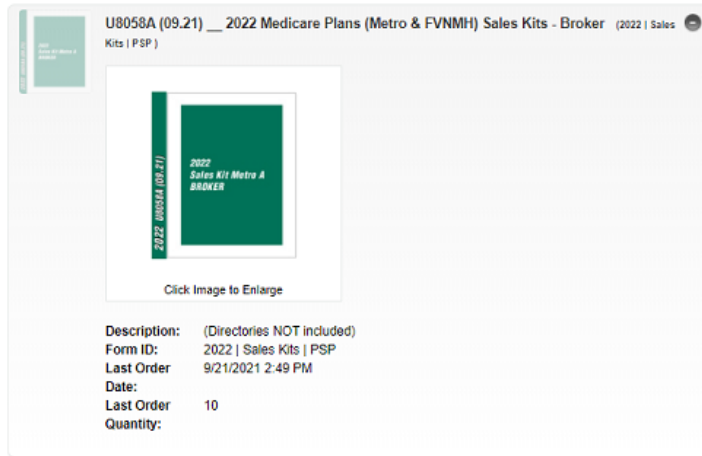 U8058A (09.21) __ 2022 Medicare Plans (Metro & FVNMH) Sales Kits - Broker (2022 | Sales
Kits | PSP )
2022 U8058A (09.21)
2022
Sales Kit Metro A
BROKER
Click Image to Enlarge
Description: (Directories NOT included)
Form ID: 2022 | Sales Kits | PSP
Last Order 9/21/2021 2:49 PM
Date:
Last Order 10
Quantity: